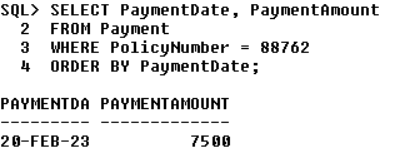 SQL> SELECT PaymentDate, PaymentAmount
2 FROM Payment
3 WHERE PolicyNumber = 88762
4 ORDER BY PaymentDate;
PAYMENTDA PAYMENTAMOUNT
--------- -------------
20-FEB-23 7500